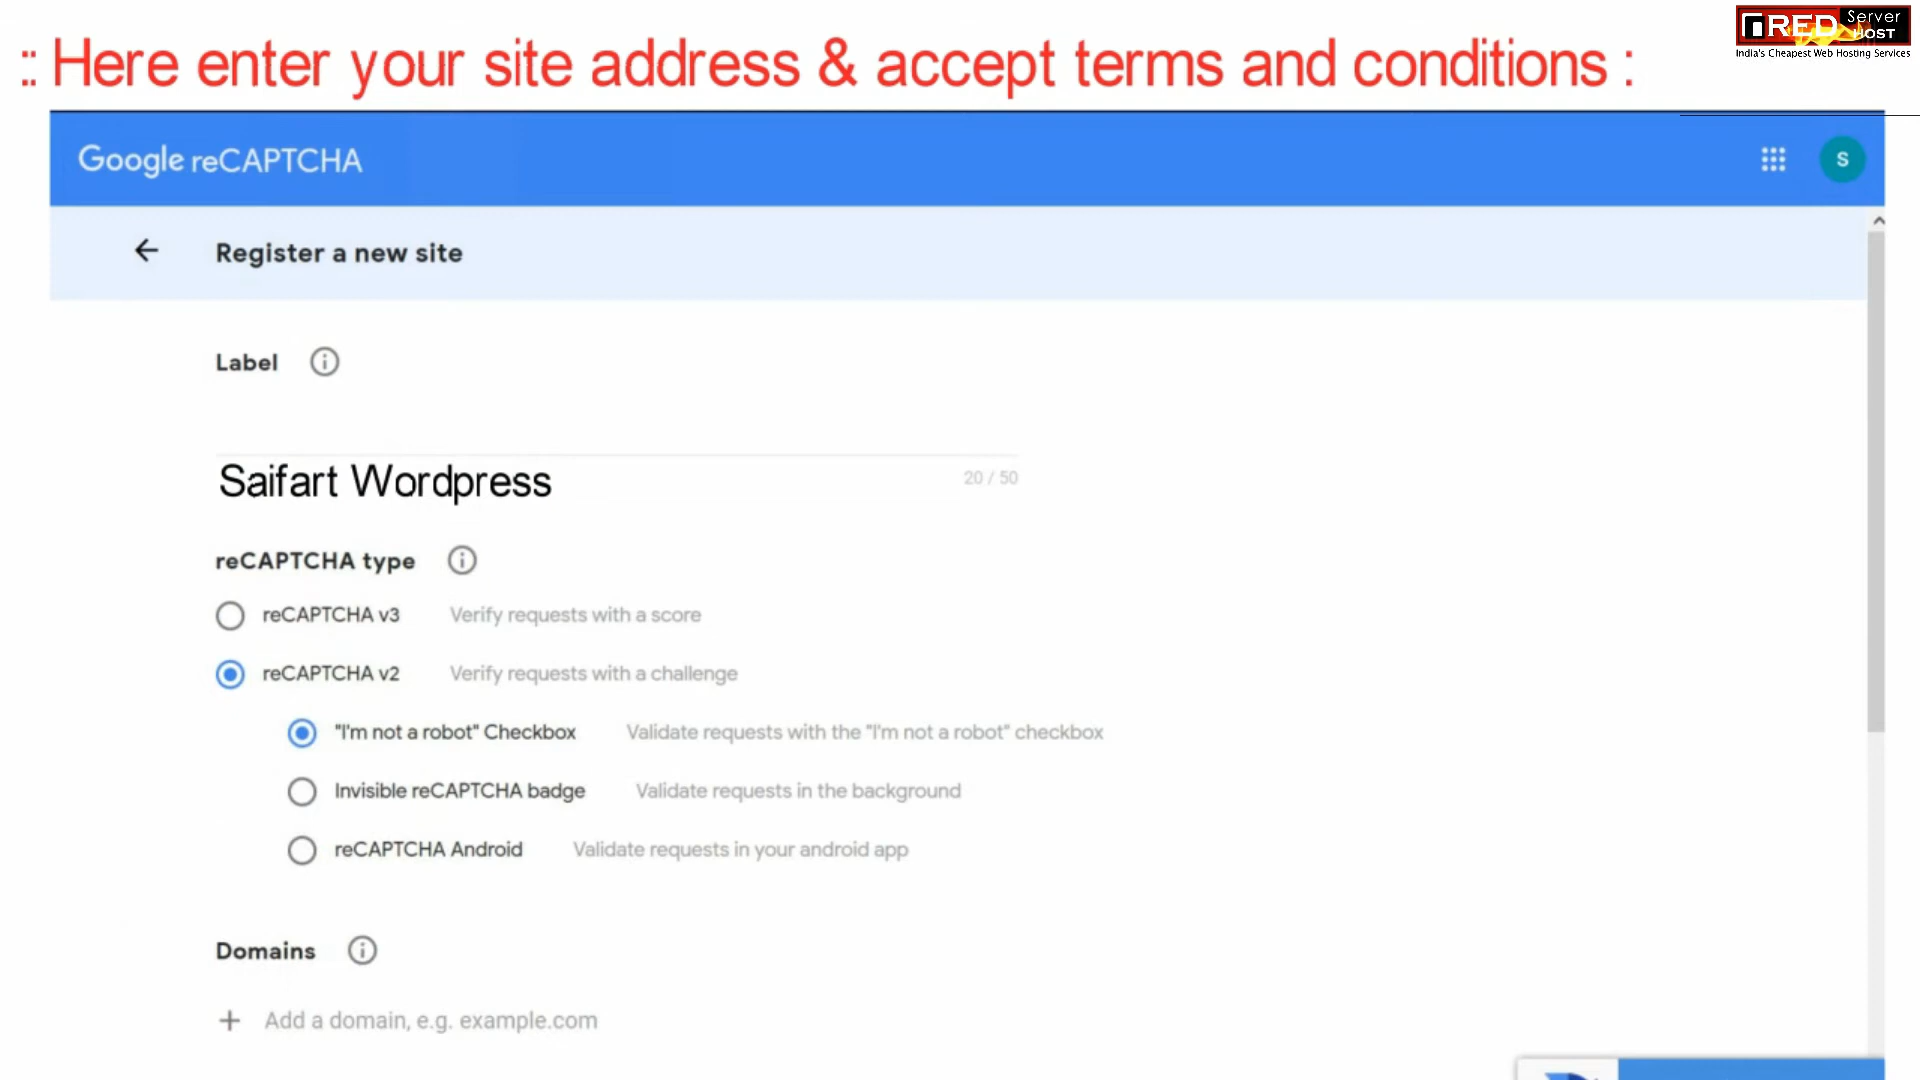 :: Here enter your site address & accept terms and conditions :
RED Server HOST
India's Cheapest Web Hosting Services
Google reCAPTCHA
S
Register a new site
Label
Saifart Wordpress
20 / 50
reCAPTCHA type
reCAPTCHA v3 Verify requests with a score
reCAPTCHA v2 Verify requests with a challenge
"I'm not a robot" Checkbox Validate requests with the "I'm not a robot" checkbox
Invisible reCAPTCHA badge Validate requests in the background
reCAPTCHA Android Validate requests in your android app
Domains
+ Add a domain, e.g. example.com